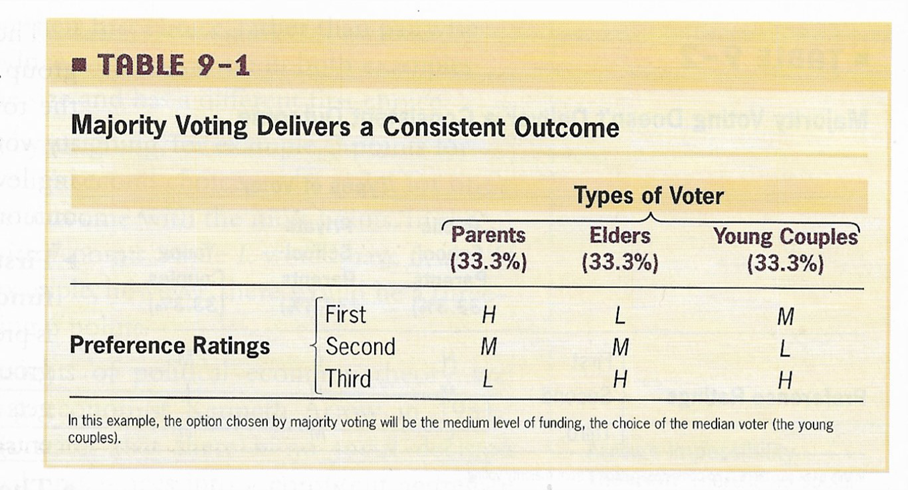 ■ TABLE 9-1
Majority Voting Delivers a Consistent Outcome
Types of Voter
Parents Elders Young Couples
(33.3%) (33.3%) (33.3%)
First H L M
Preference Ratings Second M M L
Third L H H
In this example, the option chosen by majority voting will be the medium level of funding, the choice of the median voter (the young
couples).